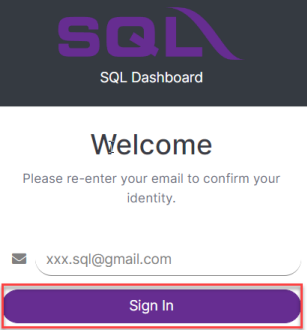 SQL
SQL Dashboard
Welcome
Please re-enter your email to confirm your
identity.
xxx.sql@gmail.com
Sign In